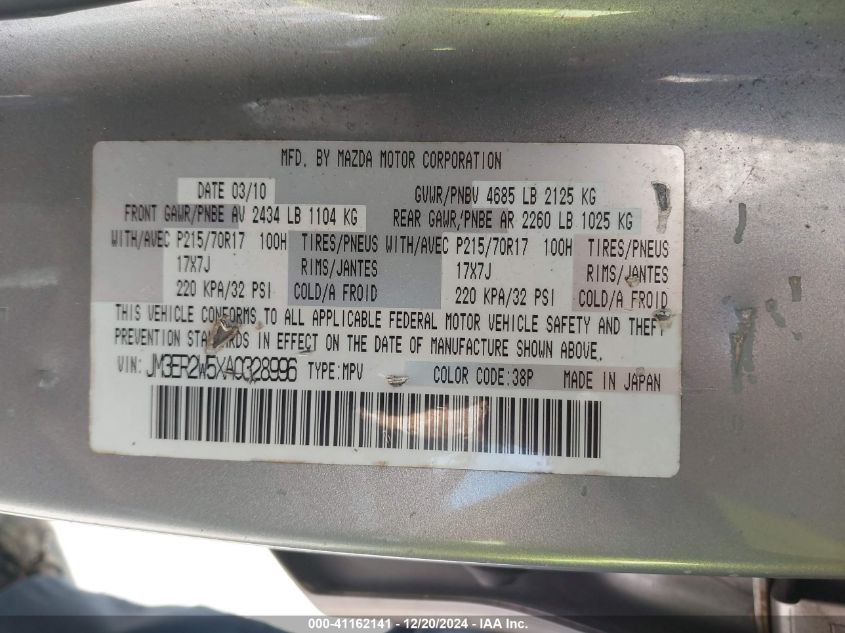 MFD. BY MAZDA MOTOR CORPORATION
DATE 03/10 GVWR/PNBV 4685 LB 2125 KG
FRONT GAWR/PNBE AV 2434 LB 1104 KG REAR GAWR/PNBE AR 2260 LB 1025 KG
WITH/AVEC P215/70R17 100H TIRES/PNEUS WITH/AVEC P215/70R17 100H TIRES/PNEUS
17X7J RIMS/JANTES 17X7J RIMS/JANTES
220 KPA/32 PSI COLD/A FROID 220 KPA/32 PSI COLD/A FROID
THIS VEHICLE CONFORMS TO ALL APPLICABLE FEDERAL MOTOR VEHICLE SAFETY AND THEFT
PREVENTION STANDARDS IN EFFECT ON THE DATE OF MANUFACTURE SHOWN ABOVE.
VIN: JM3ER2W5XA0328996 TYPE:MPV COLOR CODE:38P MADE IN JAPAN
000-41162141 - 12/20/2024 - IAA Inc.